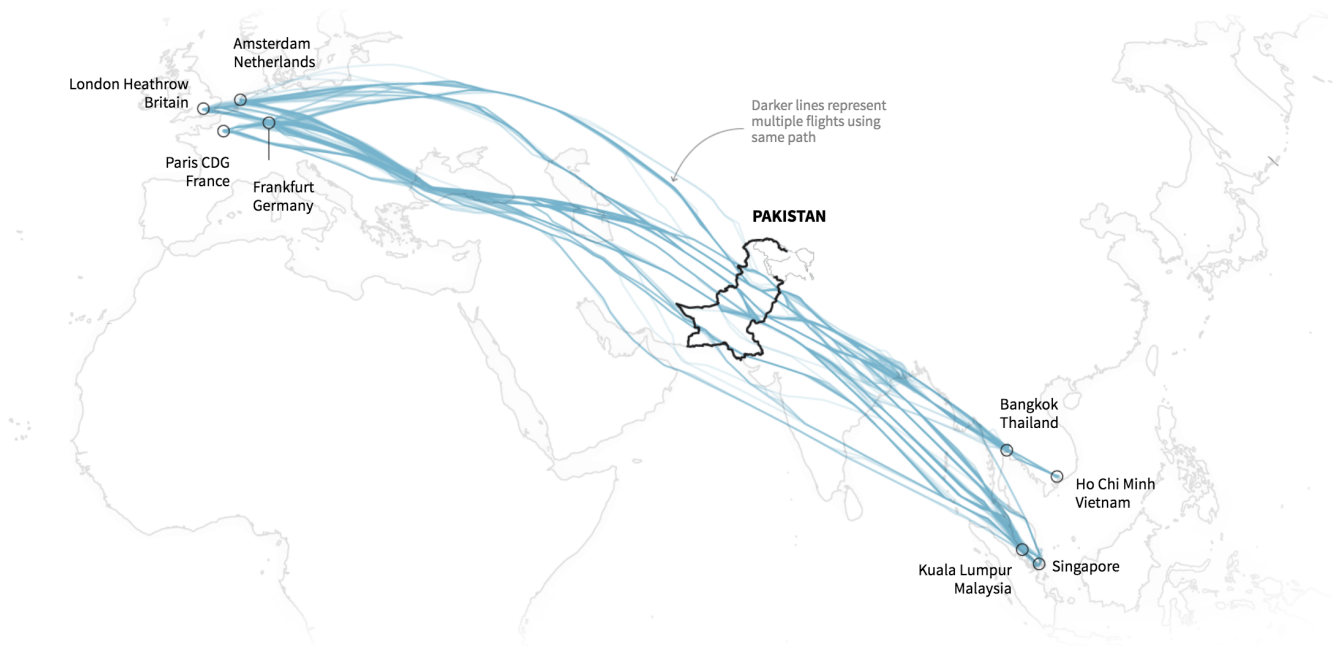 Amsterdam
Netherlands
London Heathrow
Britain
Darker lines represent
multiple flights using
same path
Paris CDG
France
Frankfurt
Germany
PAKISTAN
Bangkok
Thailand
Ho Chi Minh
Vietnam
Kuala Lumpur
Malaysia
Singapore